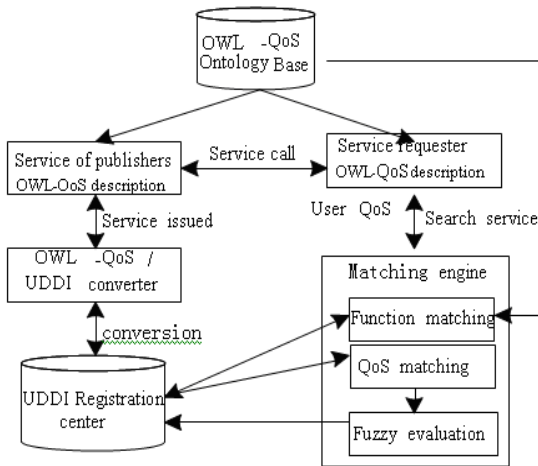 OWL -QoS
Ontology Base
Service of publishers
OWL-OoS description
Service call
Service requester
OWL-QoS description
Service issued
User QoS
Search service
OWL -QoS /
UDDI converter
Matching engine
Function matching
conversion
QoS matching
UDDI Registration
center
Fuzzy evaluation